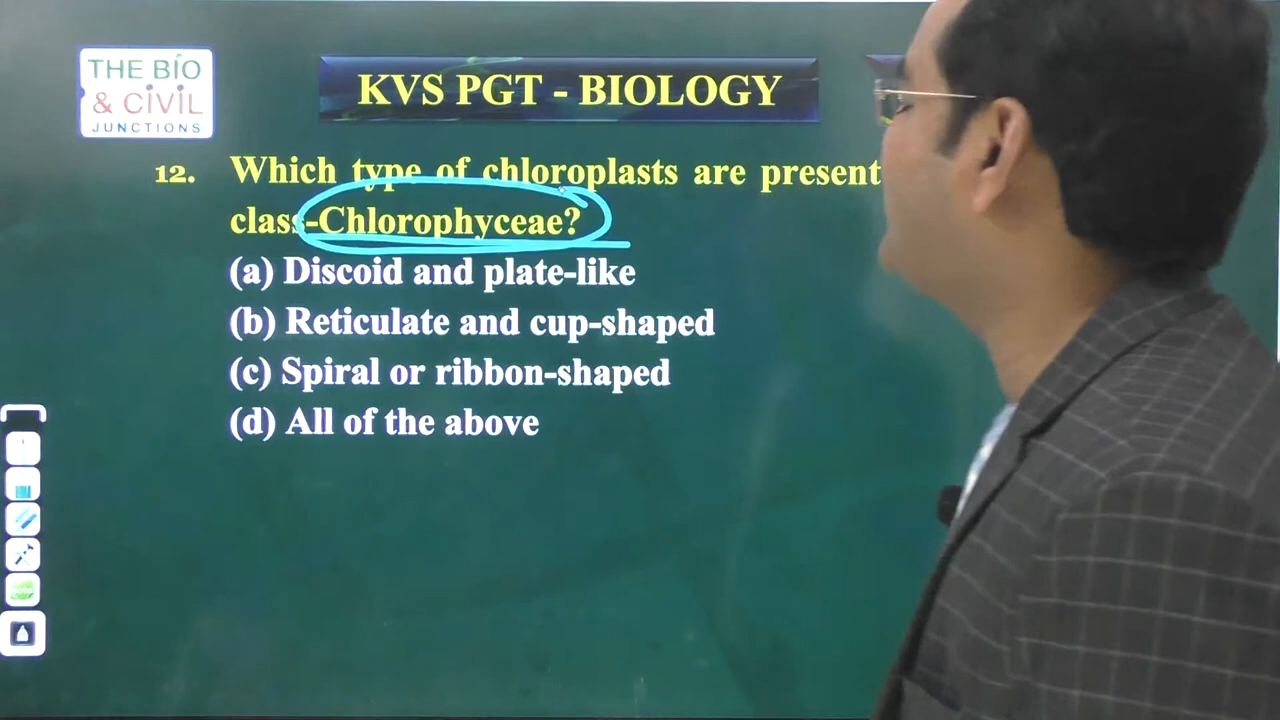 THE BIO
& CIVIL
JUNCTIONS
KVS PGT - BIOLOGY
12. Which type of chloroplasts are present
class-Chlorophyceae?
(a) Discoid and plate-like
(b) Reticulate and cup-shaped
(c) Spiral or ribbon-shaped
(d) All of the above